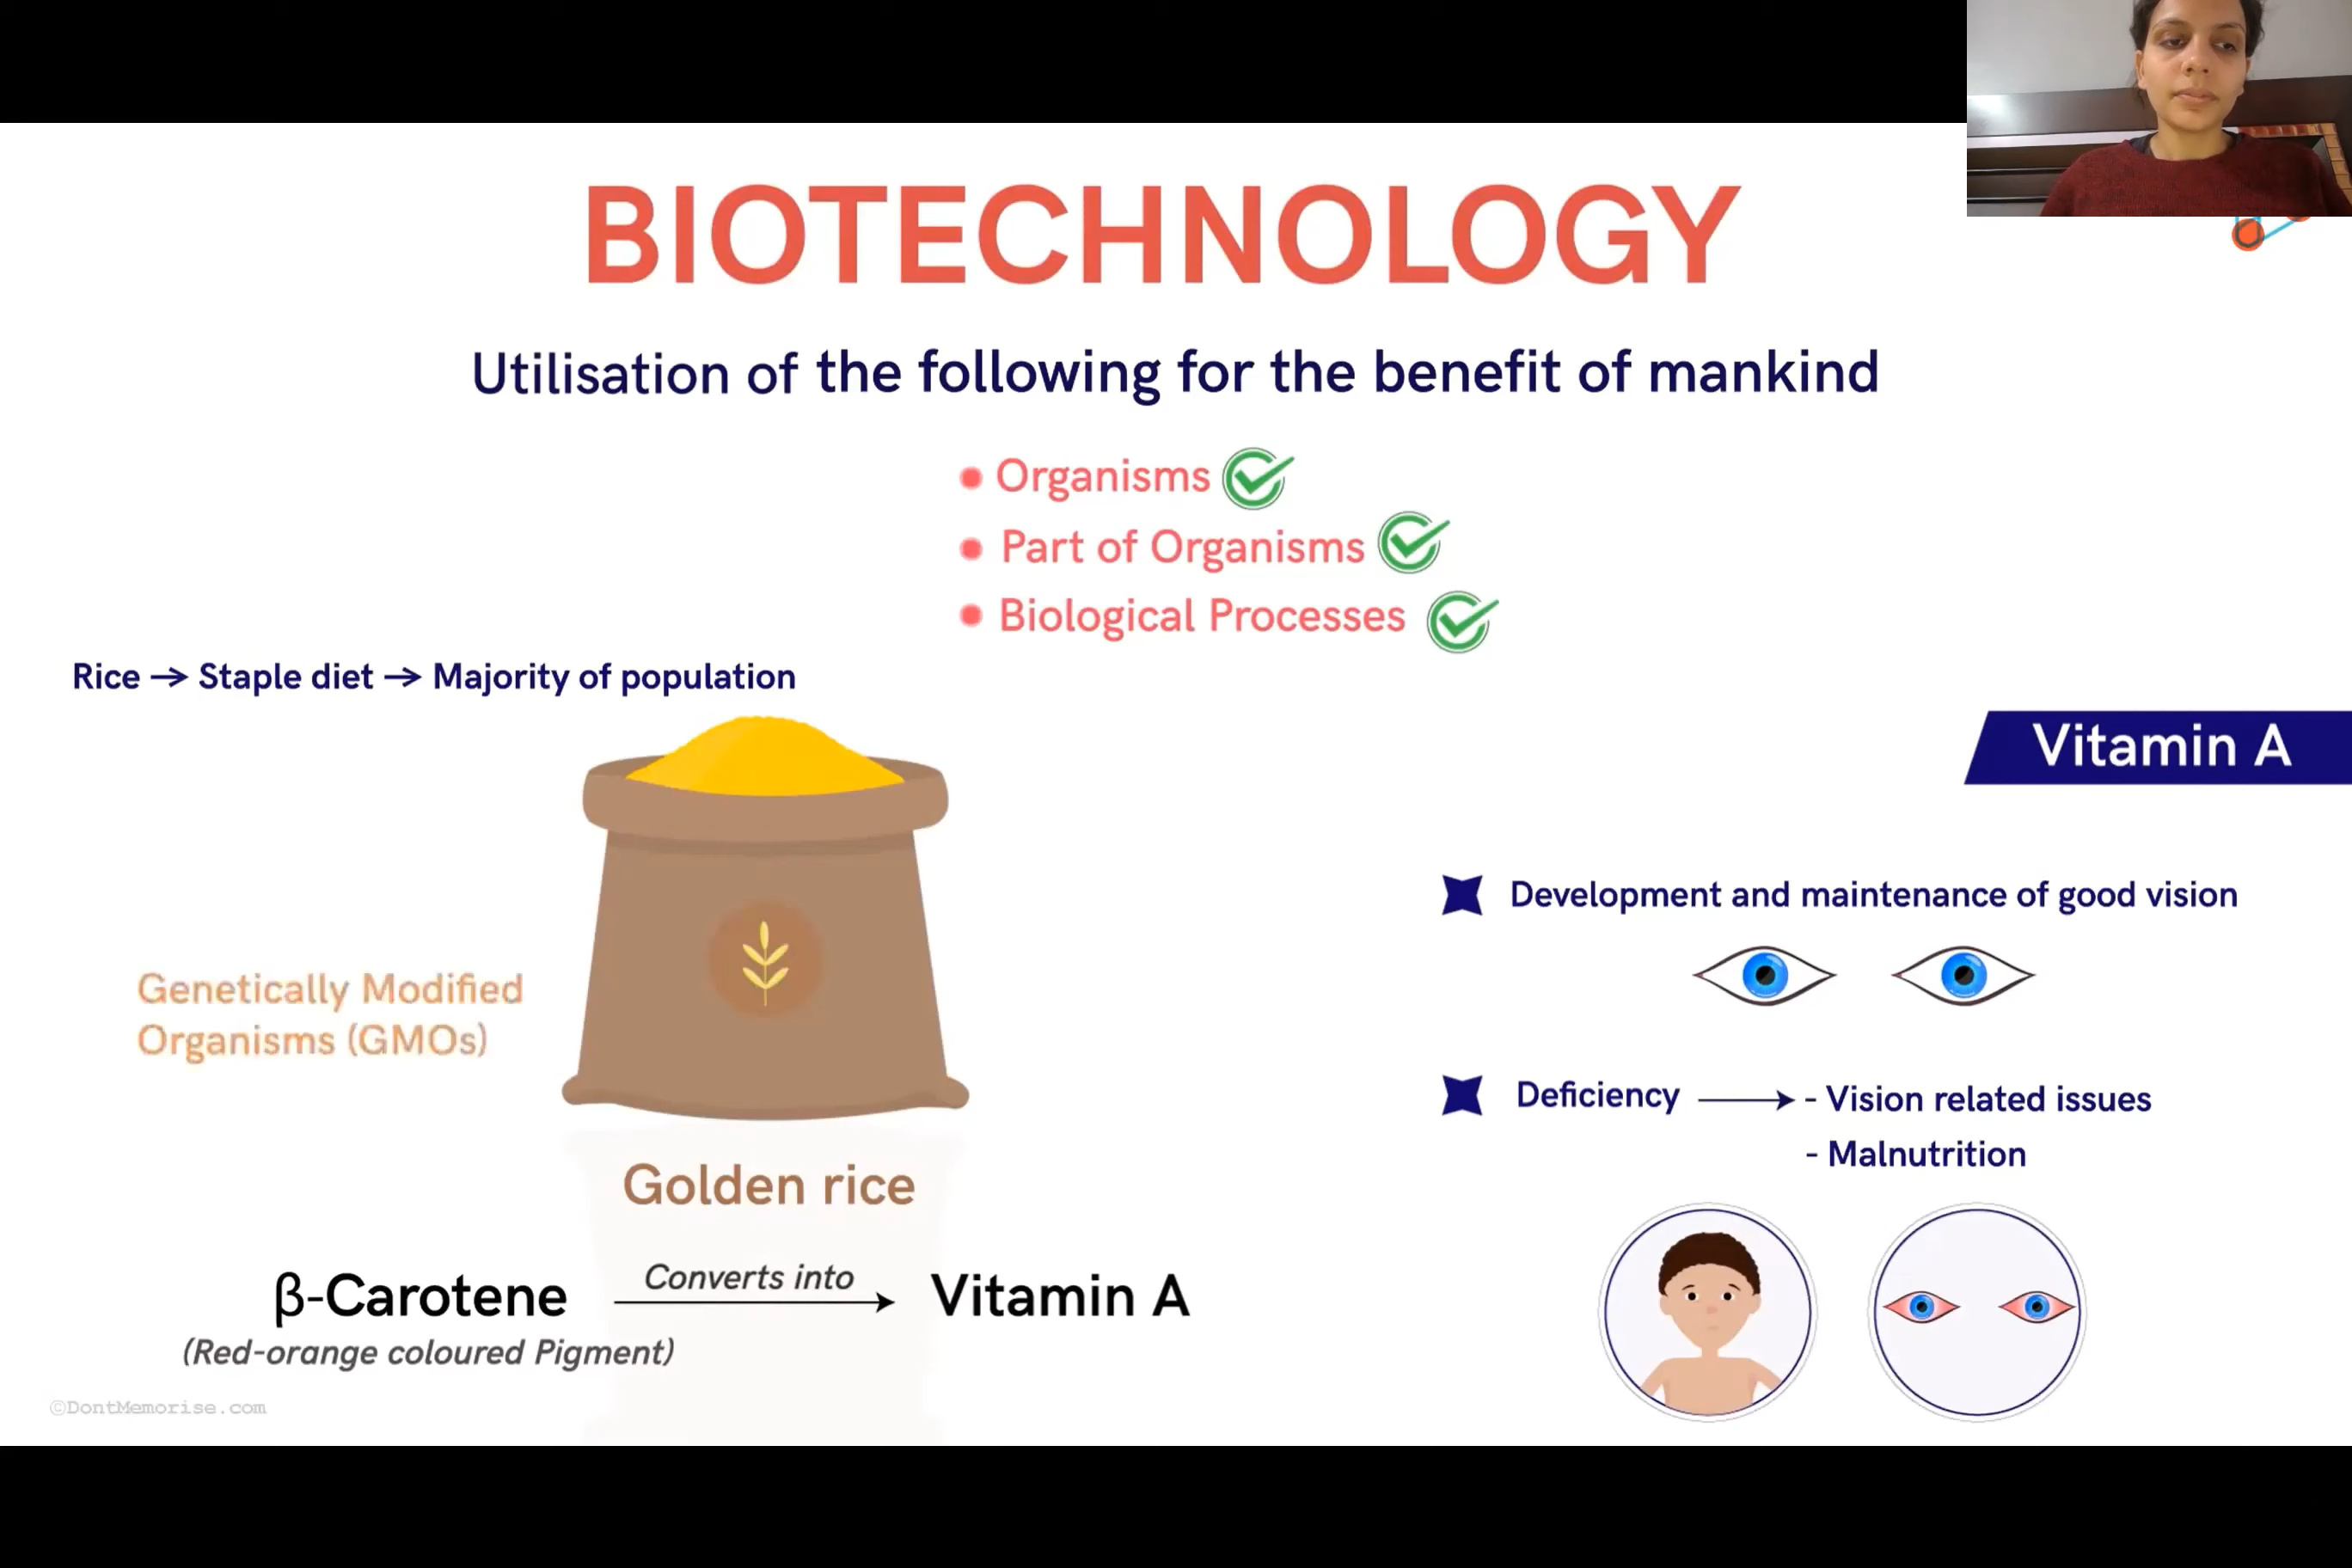 BIOTECHNOLOGY
Utilisation of the following for the benefit of mankind
Organisms
Part of Organisms
Biological Processes
Rice → Staple diet → Majority of population
Vitamin A
Development and maintenance of good vision
Genetically Modified
Organisms (GMOs)
Deficiency → - Vision related issues
- Malnutrition
Golden rice
β-Carotene Converts into Vitamin A
(Red-orange coloured Pigment)
©DontMemorise.com